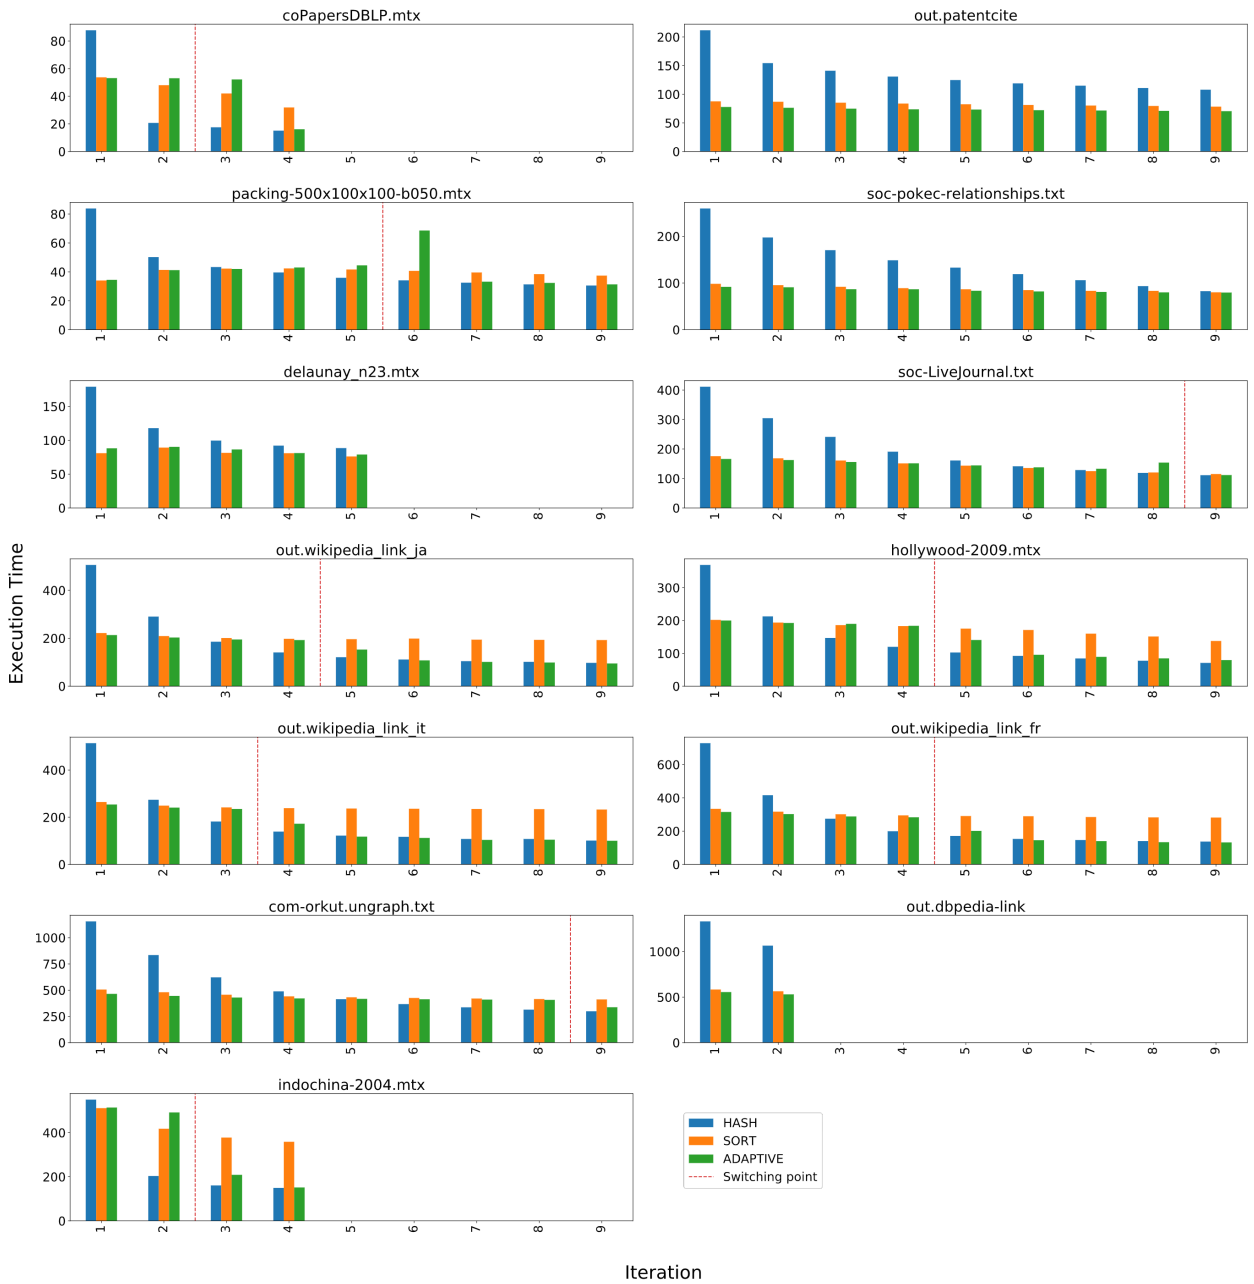 coPapersDBLP.mtx
0 20 40 60 80
1 2 3 4 5 6 7 8 9
out.patentcite
0 50 100 150 200
1 2 3 4 5 6 7 8 9
packing-500x100x100-b050.mtx
0 20 40 60 80
1 2 3 4 5 6 7 8 9
soc-pokec-relationships.txt
0 100 200
1 2 3 4 5 6 7 8 9
delaunay_n23.mtx
0 50 100 150
1 2 3 4 5 6 7 8 9
soc-LiveJournal.txt
0 100 200 300 400
1 2 3 4 5 6 7 8 9
Execution Time
out.wikipedia_link_ja
0 200 400
1 2 3 4 5 6 7 8 9
hollywood-2009.mtx
0 100 200 300
1 2 3 4 5 6 7 8 9
out.wikipedia_link_it
0 200 400
1 2 3 4 5 6 7 8 9
out.wikipedia_link_fr
0 200 400 600
1 2 3 4 5 6 7 8 9
com-orkut.ungraph.txt
0 250 500 750 1000
1 2 3 4 5 6 7 8 9
out.dbpedia-link
0 500 1000
1 2 3 4 5 6 7 8 9
indochina-2004.mtx
0 200 400
1 2 3 4 5 6 7 8 9
HASH
SORT
ADAPTIVE
Switching point
Iteration